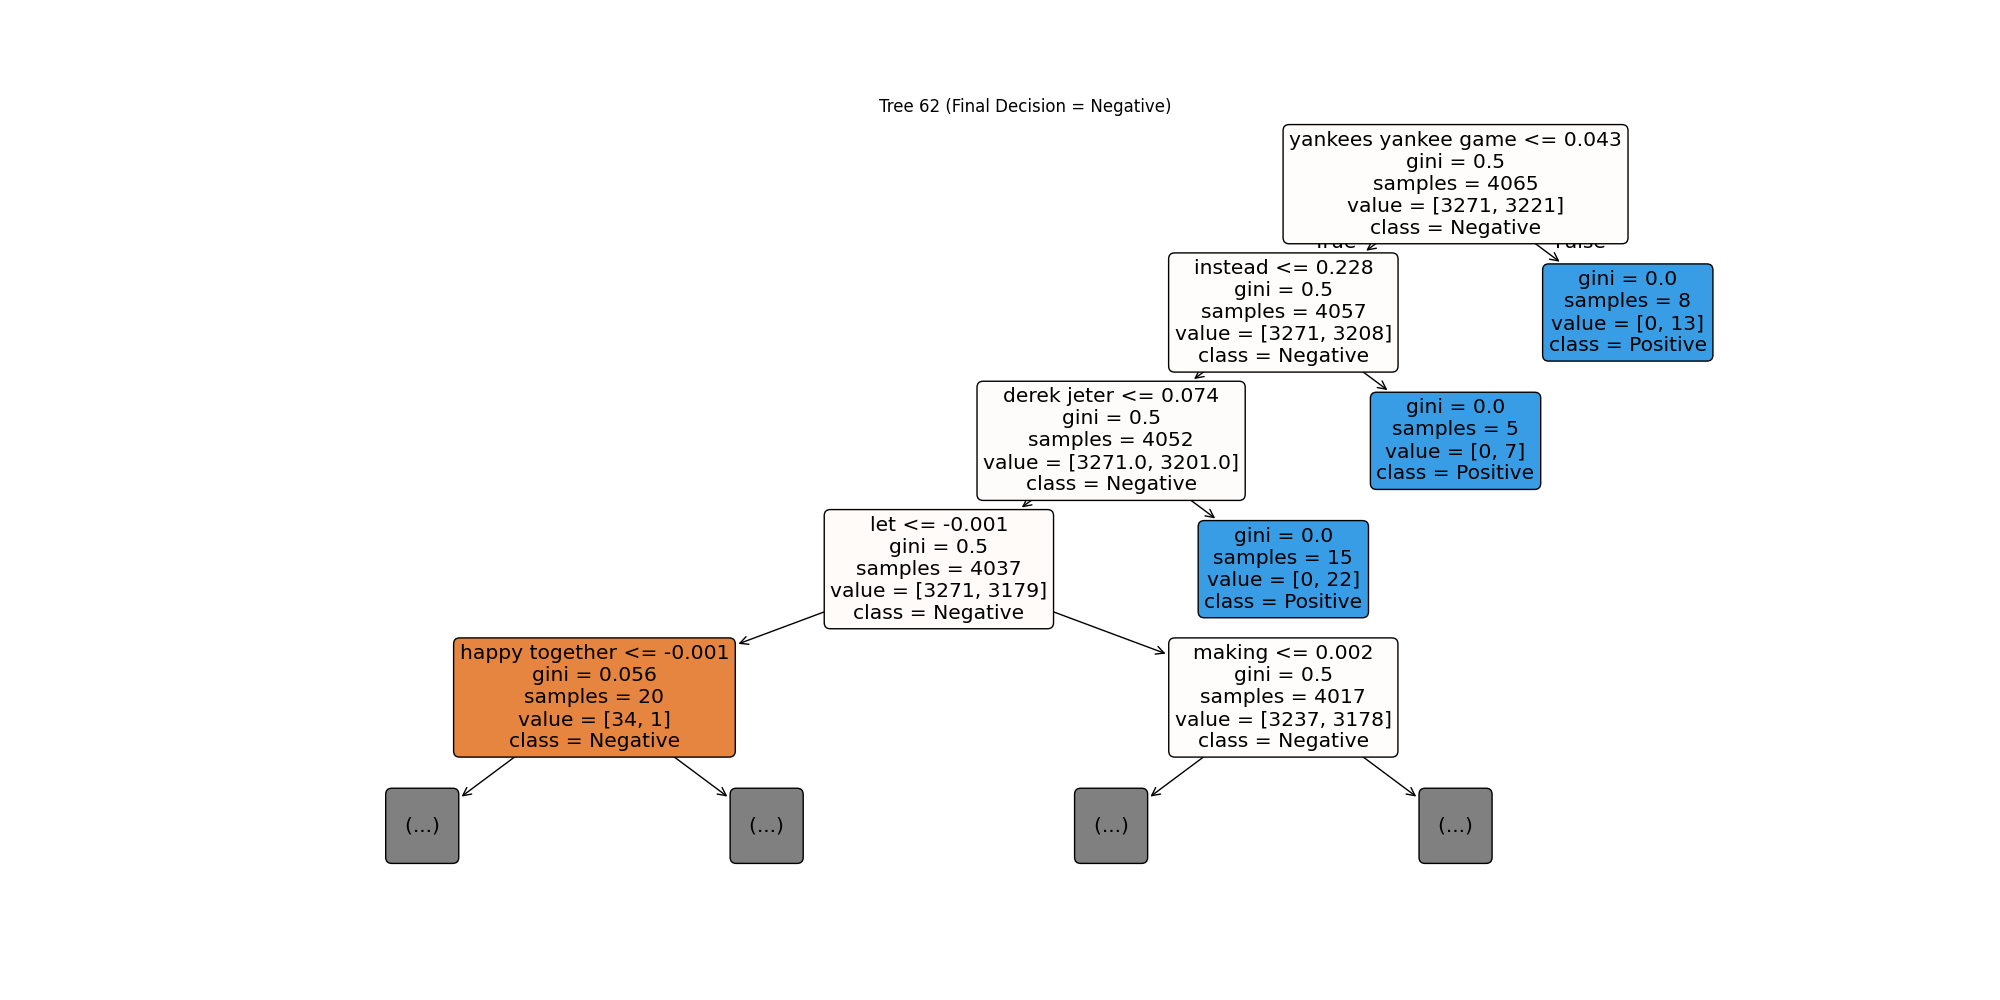 Tree 62 (Final Decision = Negative)
yankees yankee game <= 0.043
gini = 0.5
samples = 4065
value = [3271, 3221]
class = Negative
True
False
instead <= 0.228
gini = 0.5
samples = 4057
value = [3271, 3208]
class = Negative
gini = 0.0
samples = 8
value = [0, 13]
class = Positive
derek jeter <= 0.074
gini = 0.5
samples = 4052
value = [3271.0, 3201.0]
class = Negative
gini = 0.0
samples = 5
value = [0, 7]
class = Positive
let <= -0.001
gini = 0.5
samples = 4037
value = [3271, 3179]
class = Negative
gini = 0.0
samples = 15
value = [0, 22]
class = Positive
happy together <= -0.001
gini = 0.056
samples = 20
value = [34, 1]
class = Negative
making <= 0.002
gini = 0.5
samples = 4017
value = [3237, 3178]
class = Negative
(...)
(...)
(...)
(...)